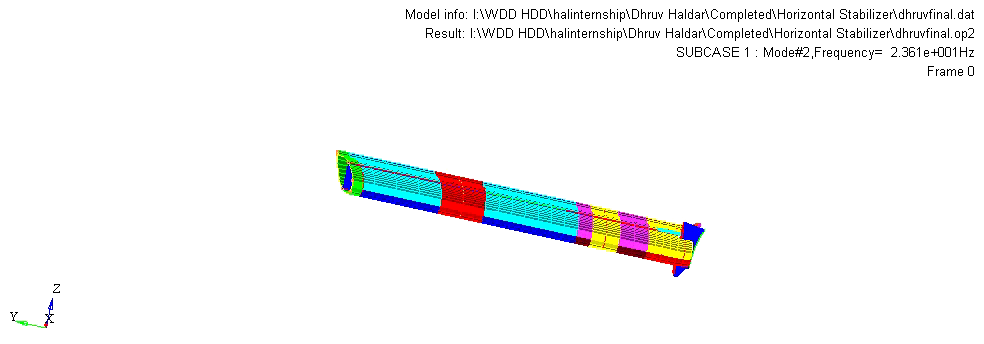 Model info: I:\WDD HDD\halinternship\Dhruv Haldar\Completed\Horizontal Stabilizer\dhruvfinal.dat
Result: I:\WDD HDD\halinternship\Dhruv Haldar\Completed\Horizontal Stabilizer\dhruvfinal.op2
SUBCASE 1 : Mode#2,Frequency= 2.361e+001Hz
Frame 0
Z
Y
X